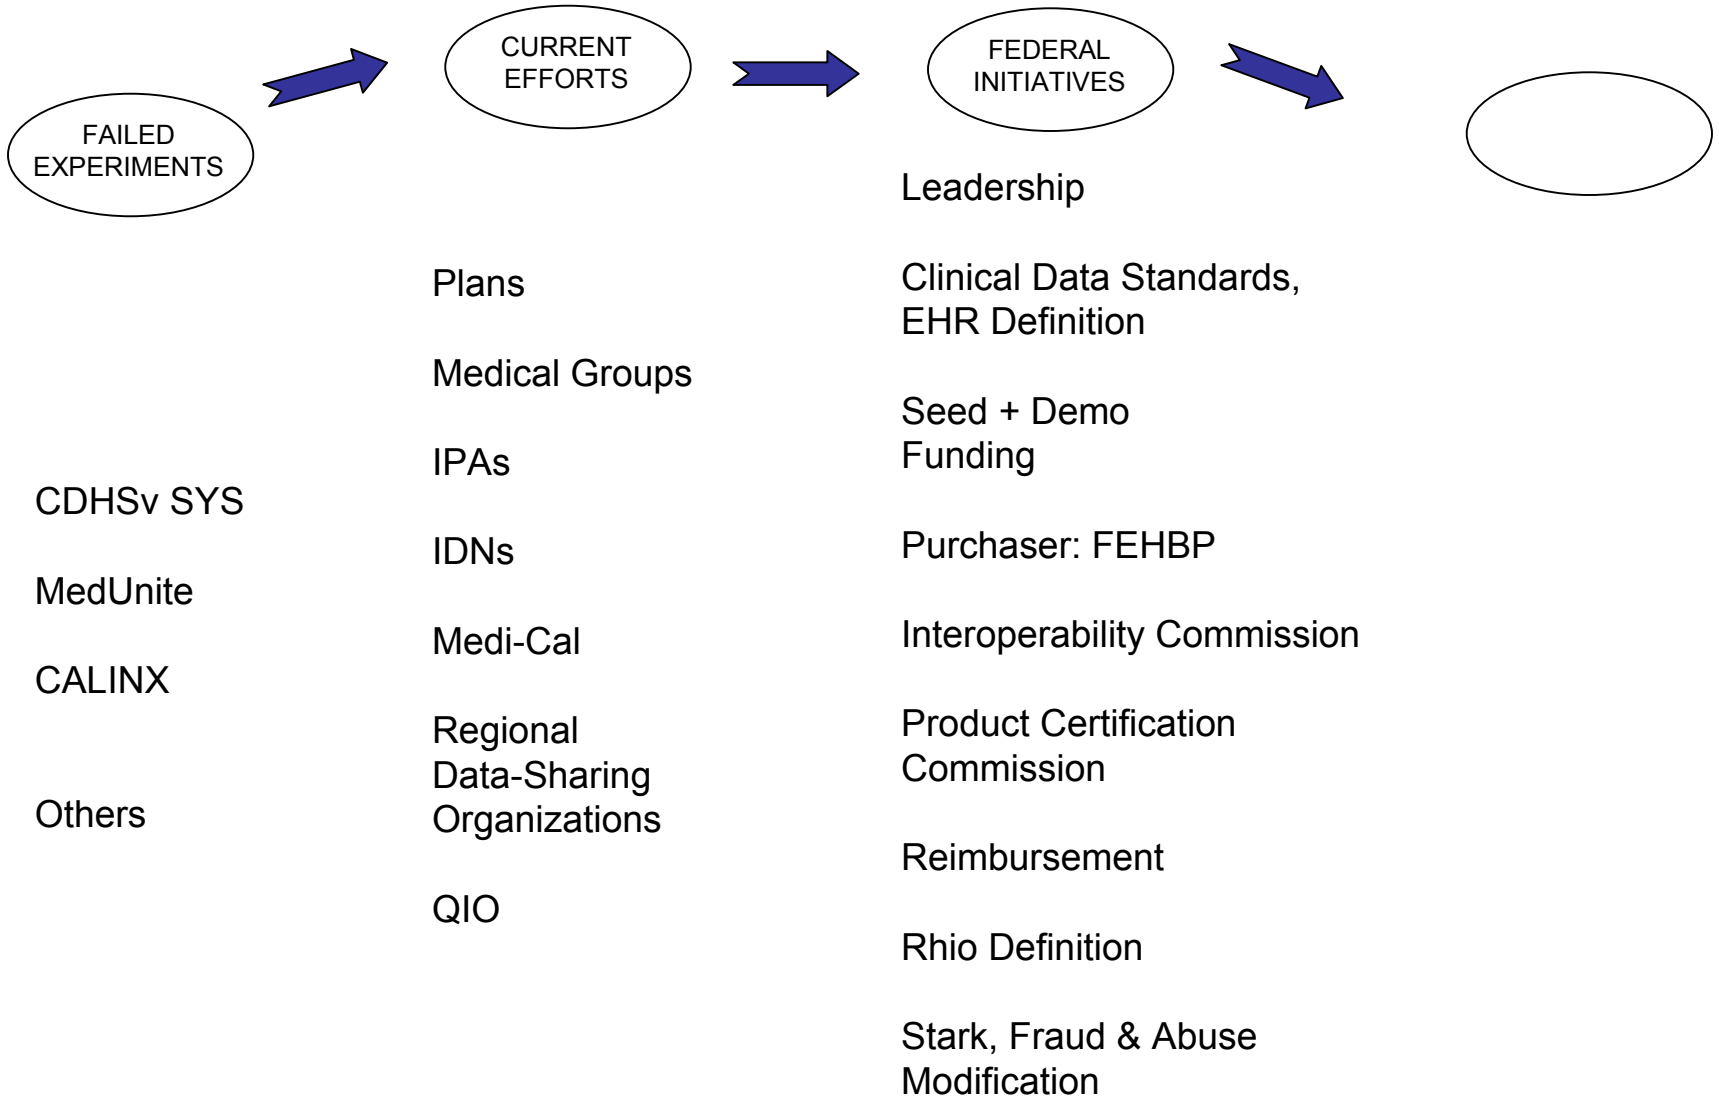 FAILED
EXPERIMENTS
CDHSv SYS
MedUnite
CALINX
Others
CURRENT
EFFORTS
Plans
Medical Groups
IPAs
IDNs
Medi-Cal
Regional
Data-Sharing
Organizations
QIO
FEDERAL
INITIATIVES
Leadership
Clinical Data Standards,
EHR Definition
Seed + Demo
Funding
Purchaser: FEHBP
Interoperability Commission
Product Certification
Commission
Reimbursement
Rhio Definition
Stark, Fraud & Abuse
Modification